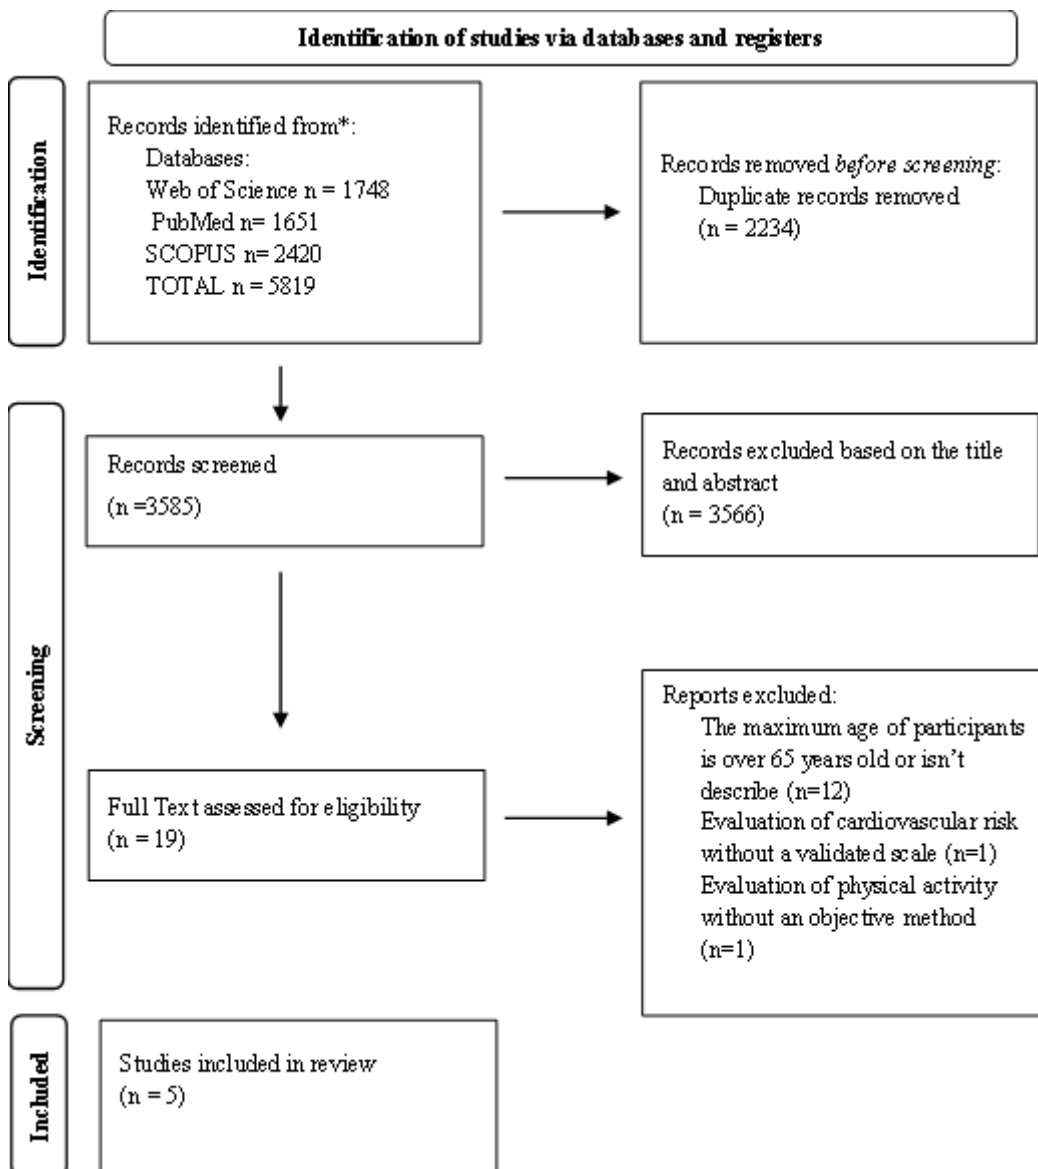 Identification of studies via databases and registers
Identification
Records identified from*:
Databases:
Web of Science n = 1748
PubMed n= 1651
SCOPUS n= 2420
TOTAL n = 5819
Records removed before screening:
Duplicate records removed
(n = 2234)
Screening
Records screened
(n =3585)
Records excluded based on the title
and abstract
(n = 3566)
Full Text assessed for eligibility
(n = 19)
Reports excluded:
The maximum age of participants
is over 65 years old or isn’t
describe (n=12)
Evaluation of cardiovascular risk
without a validated scale (n=1)
Evaluation of physical activity
without an objective method
(n=1)
Included
Studies included in review
(n = 5)